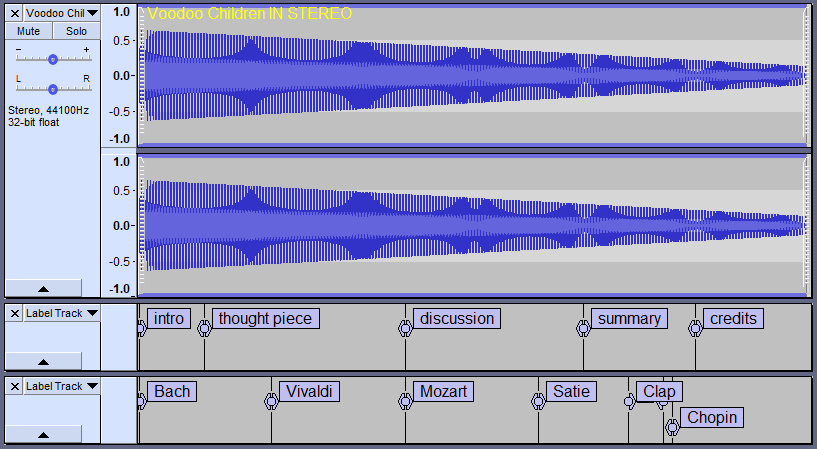 Voodoo Chil
Mute Solo
- +
L R
Stereo, 44100Hz
32-bit float
1.0
0.5
0.0-
-0.5
-1.0
Voodoo Children IN STEREO
1.0
0.5
0.0-
-0.5
-1.0
Label Track
intro thought piece discussion summary credits
Label Track
Bach Vivaldi Mozart Satie Clap
Chopin